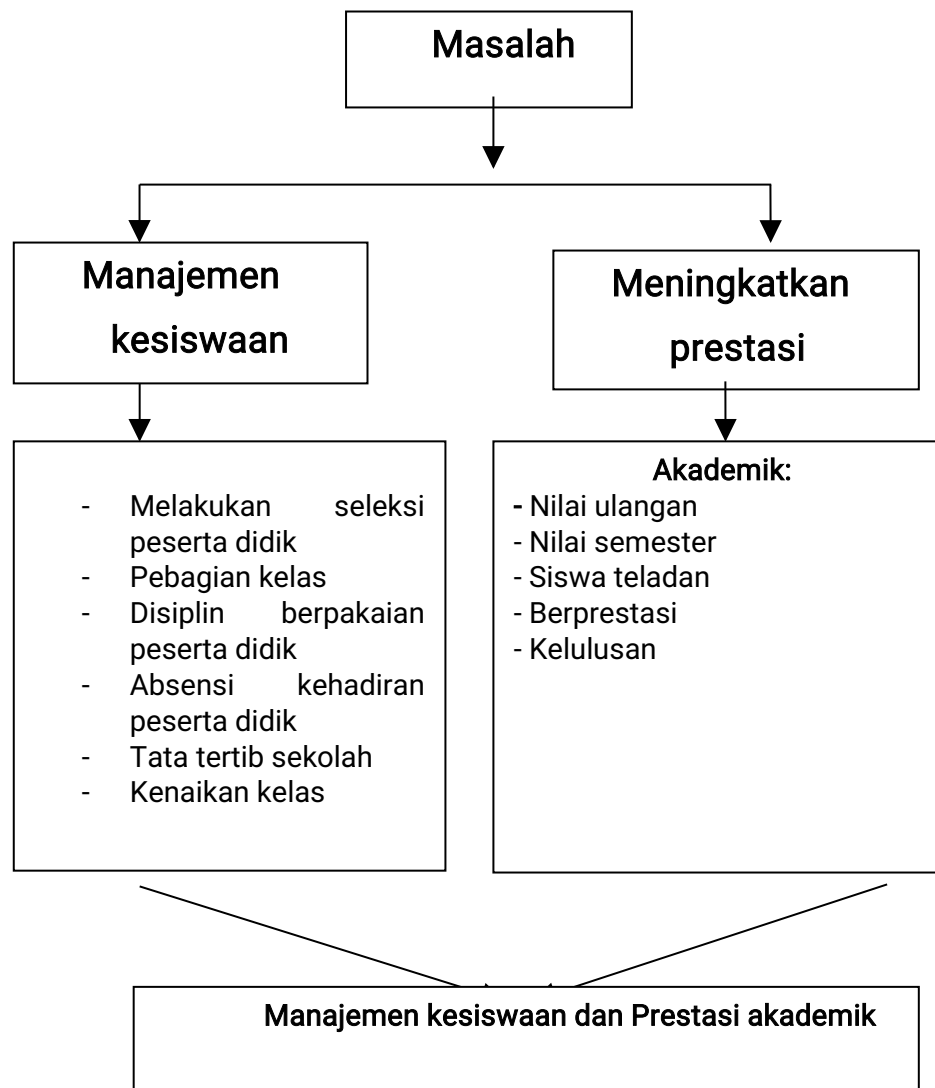 Masalah
Manajemen
kesiswaan
Meningkatkan
prestasi
- Melakukan seleksi
peserta didik
- Pebagian kelas
- Disiplin berpakaian
peserta didik
- Absensi kehadiran
peserta didik
- Tata tertib sekolah
- Kenaikan kelas
Akademik:
- Nilai ulangan
- Nilai semester
- Siswa teladan
- Berprestasi
- Kelulusan
Manajemen kesiswaan dan Prestasi akademik